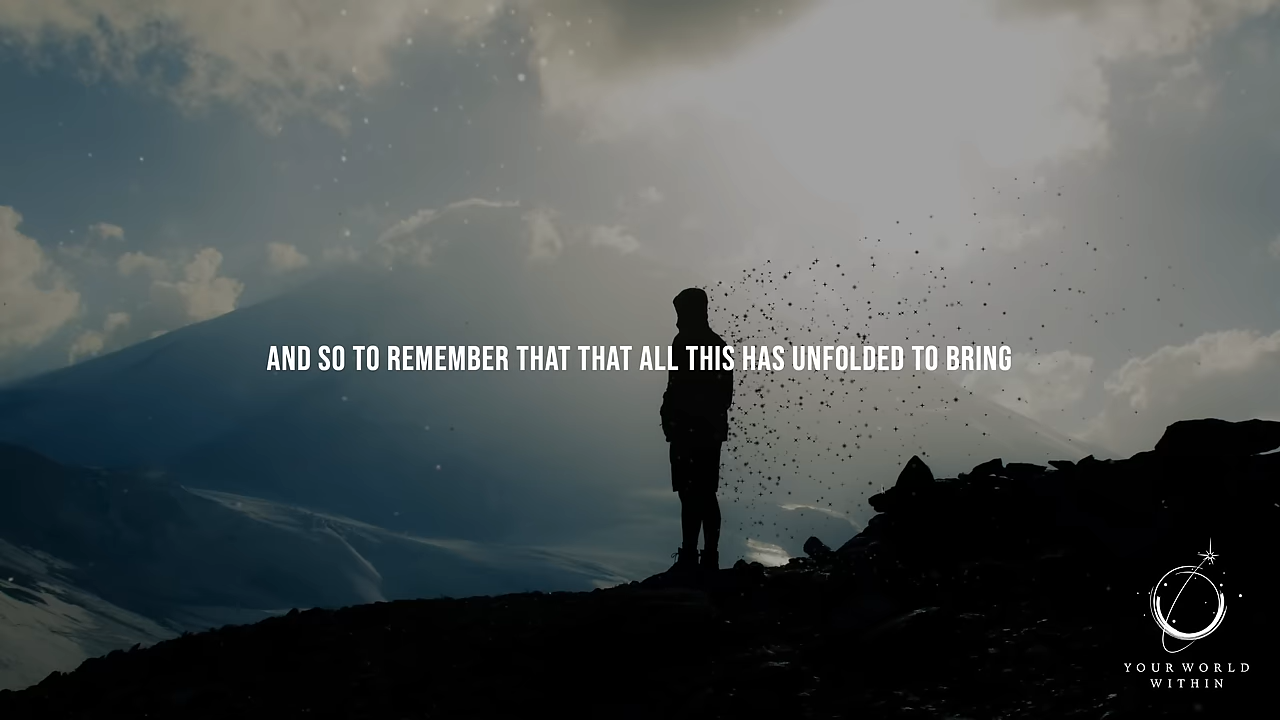 AND SO TO REMEMBER THAT THAT ALL THIS HAS UNFOLDED TO BRING
YOUR WORLD
WITHIN